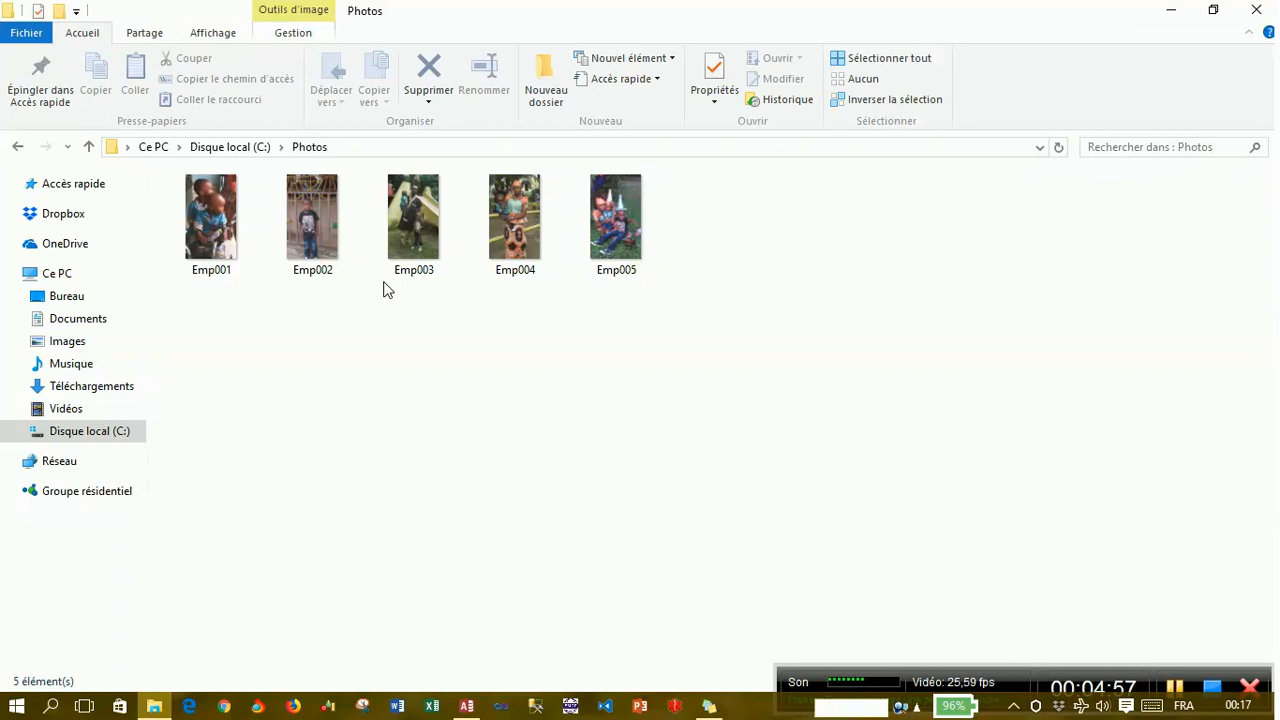 Outils d'image
Photos
Fichier
Accueil
Partage
Affichage
Gestion
Épingler dans Accès rapide
Copier
Coller
Couper
Copier le chemin d'accès
Coller le raccourci
Presse-papiers
Déplacer vers
Copier vers
Supprimer
Renommer
Organiser
Nouveau dossier
Nouvel élément
Accès rapide
Nouveau
Propriétés
Ouvrir
Modifier
Historique
Ouvrir
Sélectionner tout
Aucun
Inverser la sélection
Sélectionner
Ce PC > Disque local (C:) > Photos
Rechercher dans : Photos
Accès rapide
Dropbox
OneDrive
Ce PC
Bureau
Documents
Images
Musique
Téléchargements
Vidéos
Disque local (C:)
Réseau
Groupe résidentiel
Emp001
Emp002
Emp003
Emp004
Emp005
5 élément(s)
Son
Vidéo: 25,59 fps
00:04:57
96%
FRA
00:17